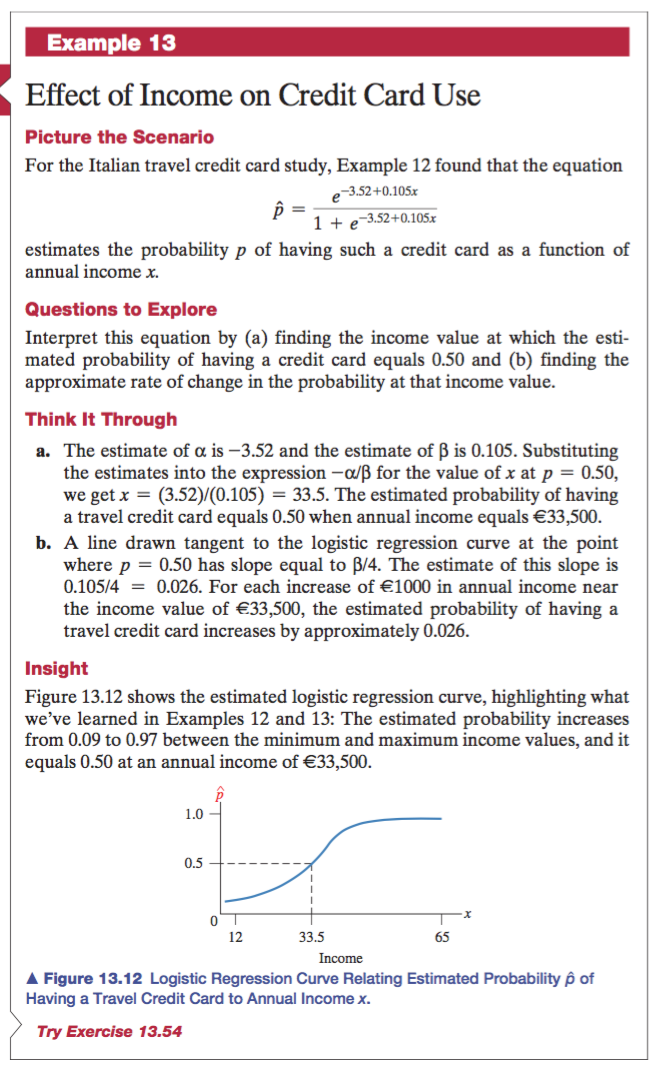 Example 13
Effect of Income on Credit Card Use
Picture the Scenario
For the Italian travel credit card study, Example 12 found that the equation
p̂ = e^(−3.52+0.105x) / (1 + e^(−3.52+0.105x))
estimates the probability p of having such a credit card as a function of
annual income x.
Questions to Explore
Interpret this equation by (a) finding the income value at which the esti-
mated probability of having a credit card equals 0.50 and (b) finding the
approximate rate of change in the probability at that income value.
Think It Through
a. The estimate of α is −3.52 and the estimate of β is 0.105. Substituting
the estimates into the expression −α/β for the value of x at p = 0.50,
we get x = (3.52)/(0.105) = 33.5. The estimated probability of having
a travel credit card equals 0.50 when annual income equals €33,500.
b. A line drawn tangent to the logistic regression curve at the point
where p = 0.50 has slope equal to β/4. The estimate of this slope is
0.105/4 = 0.026. For each increase of €1000 in annual income near
the income value of €33,500, the estimated probability of having a
travel credit card increases by approximately 0.026.
Insight
Figure 13.12 shows the estimated logistic regression curve, highlighting what
we've learned in Examples 12 and 13: The estimated probability increases
from 0.09 to 0.97 between the minimum and maximum income values, and it
equals 0.50 at an annual income of €33,500.
p̂
1.0
0.5
0
x
12 33.5 65
Income
▲ Figure 13.12 Logistic Regression Curve Relating Estimated Probability p̂ of
Having a Travel Credit Card to Annual Income x.
Try Exercise 13.54